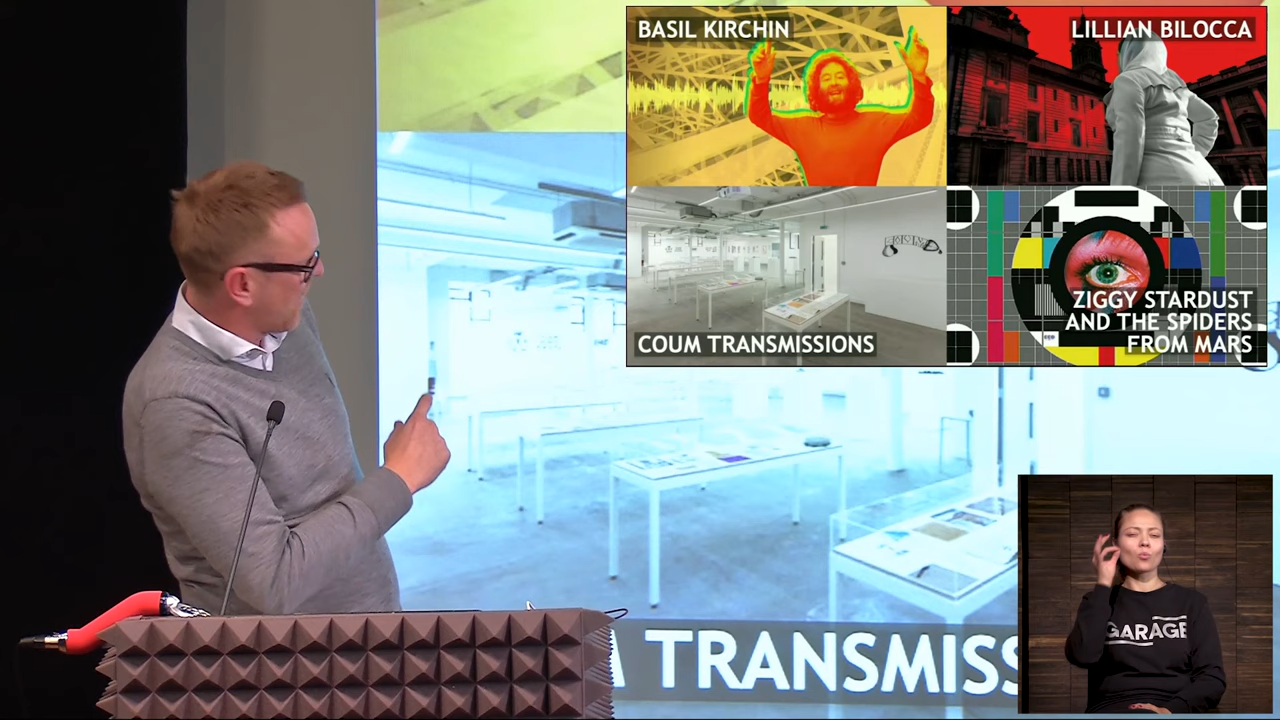 BASIL KIRCHIN
LILLIAN BILOCCA
COUM TRANSMISSIONS
ZIGGY STARDUST
AND THE SPIDERS
FROM MARS
TRANSMISS
GARAGE